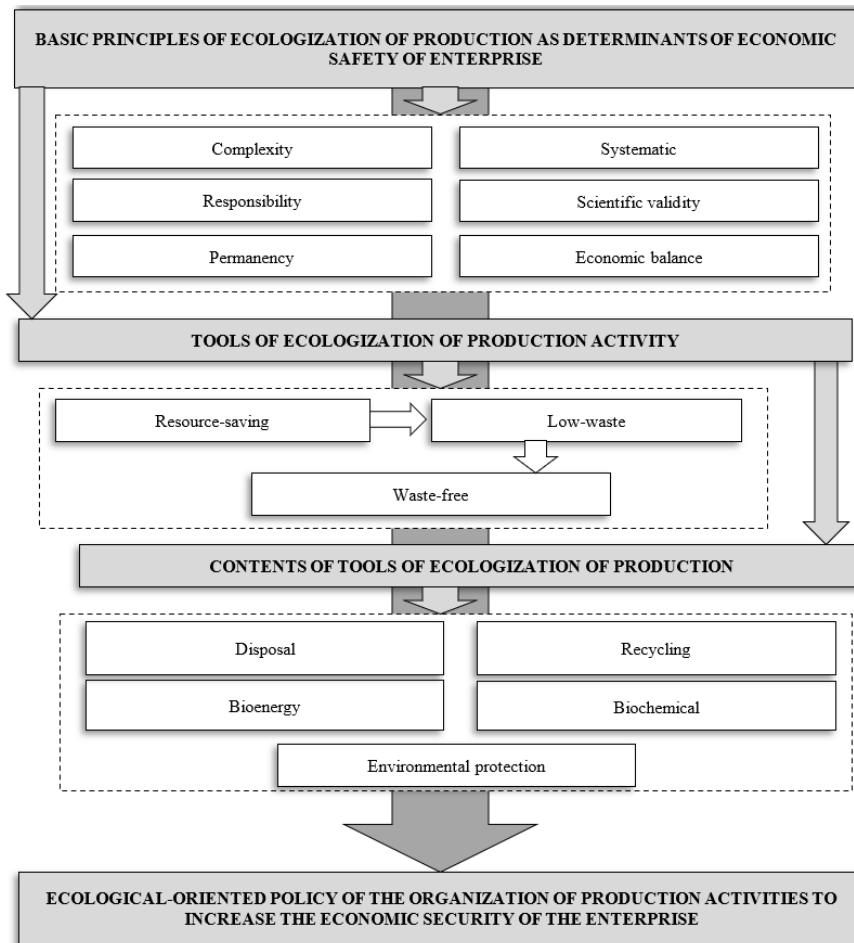 BASIC PRINCIPLES OF ECOLOGIZATION OF PRODUCTION AS DETERMINANTS OF ECONOMIC
SAFETY OF ENTERPRISE
Complexity
Systematic
Responsibility
Scientific validity
Permanency
Economic balance
TOOLS OF ECOLOGIZATION OF PRODUCTION ACTIVITY
Resource-saving
Low-waste
Waste-free
CONTENTS OF TOOLS OF ECOLOGIZATION OF PRODUCTION
Disposal
Recycling
Bioenergy
Biochemical
Environmental protection
ECOLOGICAL-ORIENTED POLICY OF THE ORGANIZATION OF PRODUCTION ACTIVITIES TO
INCREASE THE ECONOMIC SECURITY OF THE ENTERPRISE